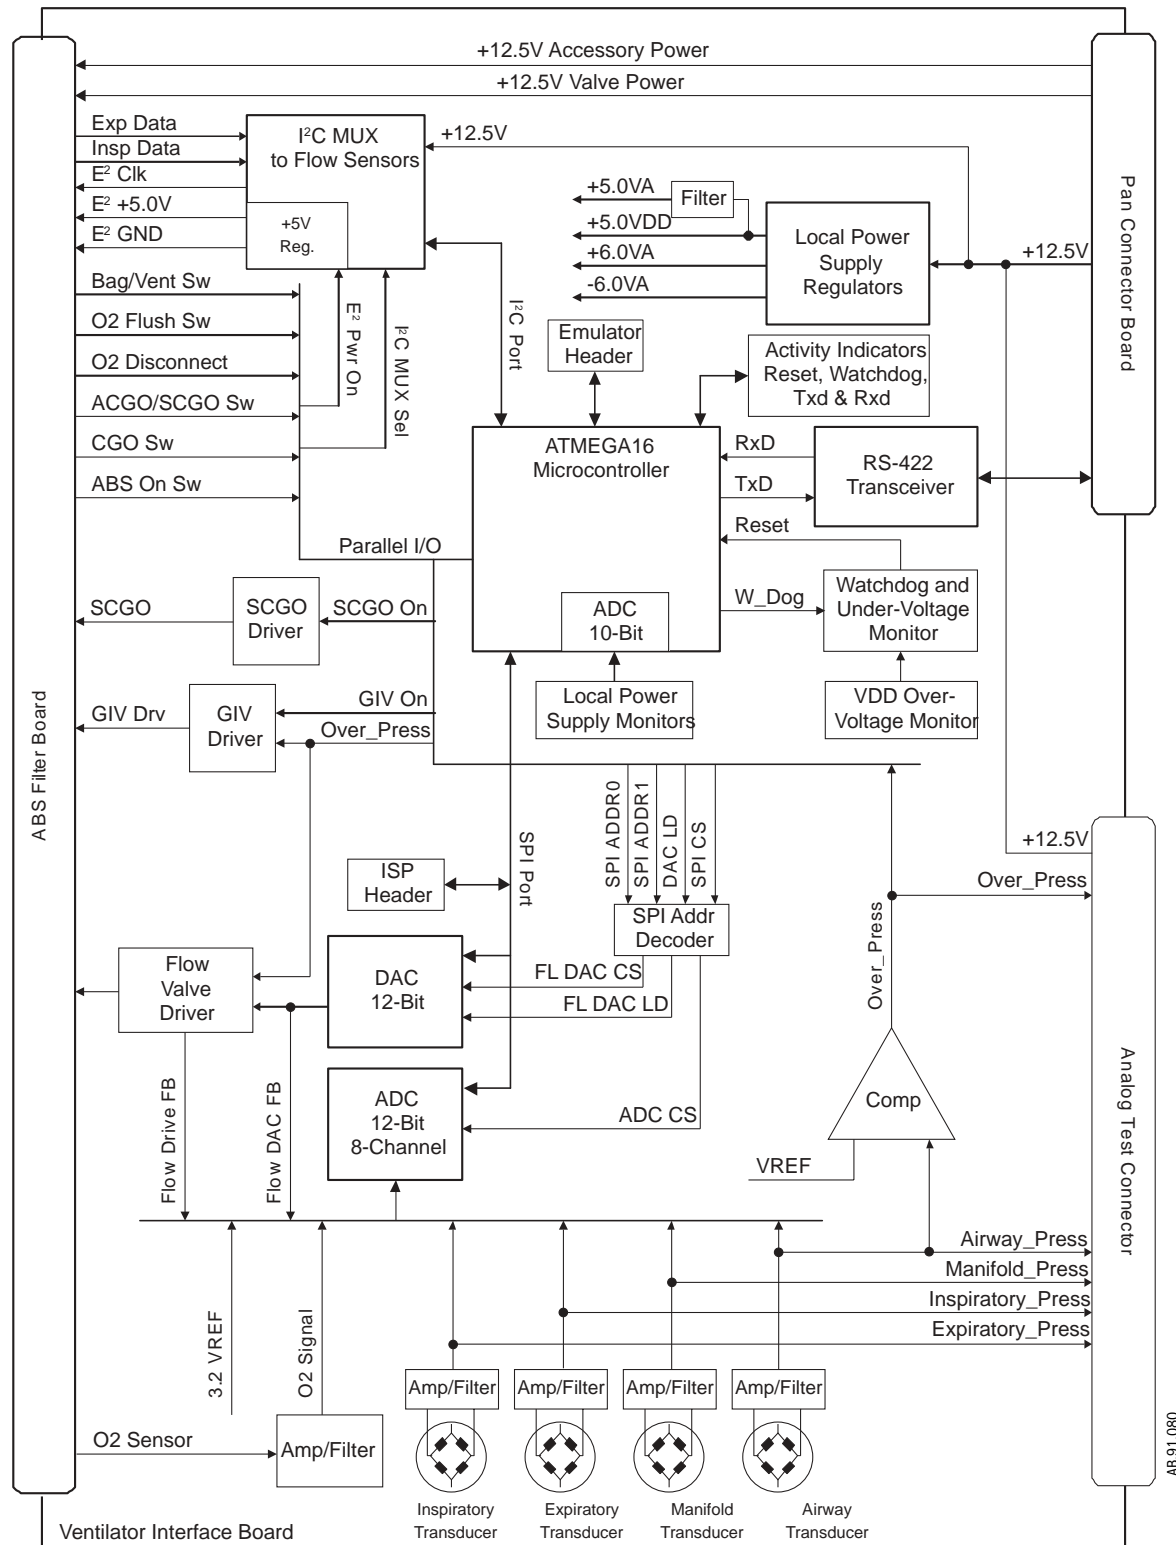 +12.5V Accessory Power
+12.5V Valve Power
Exp Data
Insp Data
E² Clk
E² +5.0V
E² GND
I²C MUX
to Flow Sensors
+5V
Reg.
+12.5V
+5.0VA
Filter
+5.0VDD
+6.0VA
-6.0VA
Local Power
Supply
Regulators
+12.5V
Pan Connector Board
Bag/Vent Sw
O2 Flush Sw
O2 Disconnect
ACGO/SCGO Sw
CGO Sw
ABS On Sw
E² Pwr On
I²C MUX Sel
I²C Port
Emulator
Header
Activity Indicators
Reset, Watchdog,
Txd & Rxd
ATMEGA16
Microcontroller
RxD
TxD
RS-422
Transceiver
Reset
W_Dog
Watchdog and
Under-Voltage
Monitor
VDD Over-
Voltage Monitor
Parallel I/O
ADC
10-Bit
Local Power
Supply Monitors
SCGO
SCGO
Driver
SCGO On
GIV Drv
GIV
Driver
GIV On
Over_Press
ABS Filter Board
SPI Port
SPI ADDR0
SPI ADDR1
DAC LD
SPI CS
+12.5V
Over_Press
Over_Press
ISP
Header
SPI Addr
Decoder
Flow
Valve
Driver
DAC
12-Bit
FL DAC CS
FL DAC LD
Flow Drive FB
Flow DAC FB
ADC
12-Bit
8-Channel
ADC CS
Comp
VREF
Analog Test Connector
Airway_Press
Manifold_Press
Inspiratory_Press
Expiratory_Press
3.2 VREF
O2 Signal
Amp/Filter
Amp/Filter
Amp/Filter
Amp/Filter
O2 Sensor
Amp/Filter
Inspiratory
Transducer
Expiratory
Transducer
Manifold
Transducer
Airway
Transducer
Ventilator Interface Board
AB.91.080